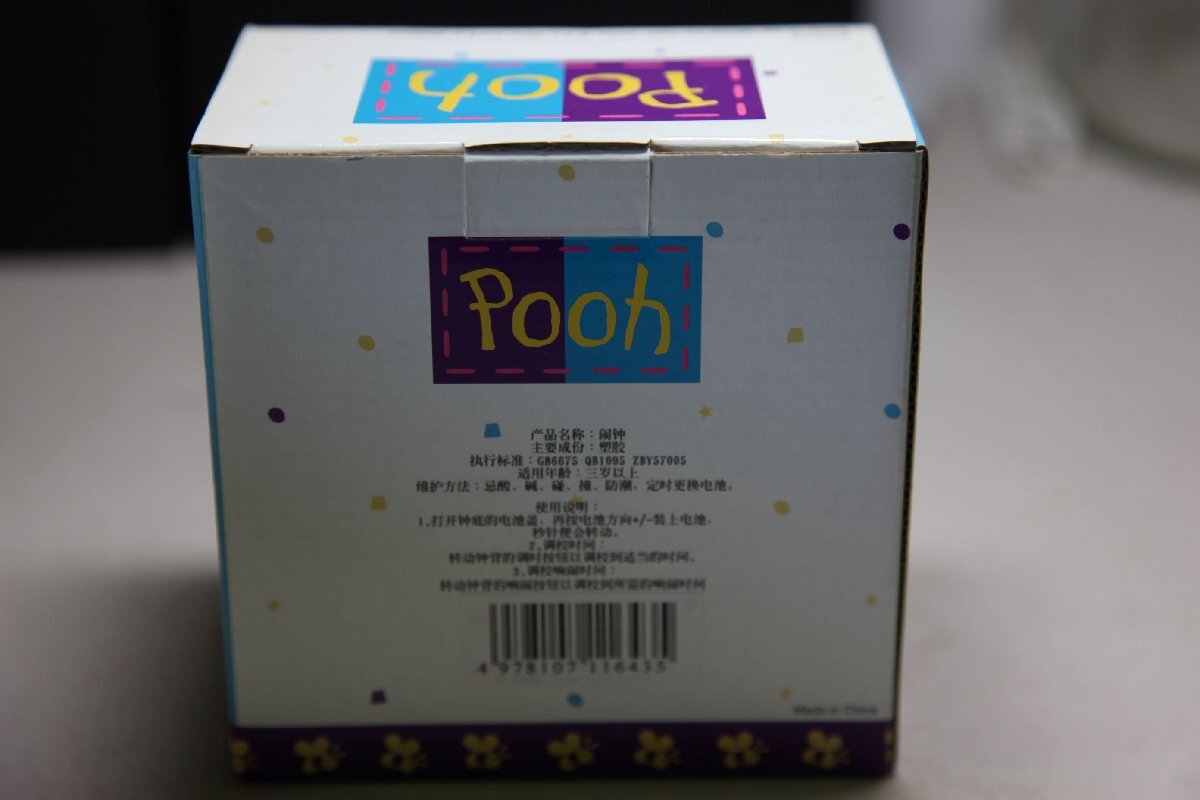 Pooh
Pooh
产品名称：闹钟
主要成份：塑胶
执行标准：GB6675 QB1095 ZBY57005
适用年龄：三岁以上
维护方法：忌酸、碱、碰、撞、防潮，定时更换电池。
使用说明：
1.打开钟底的电池盖，再按电池方向+/-装上电池，
秒针便会转动。
2.调校时间：
转动钟背的调时按钮以调校到适当的时间。
3.调校响闹时间：
转动钟背的响闹按钮以调校到所需的响闹时间
4 978107 116435
Made in China